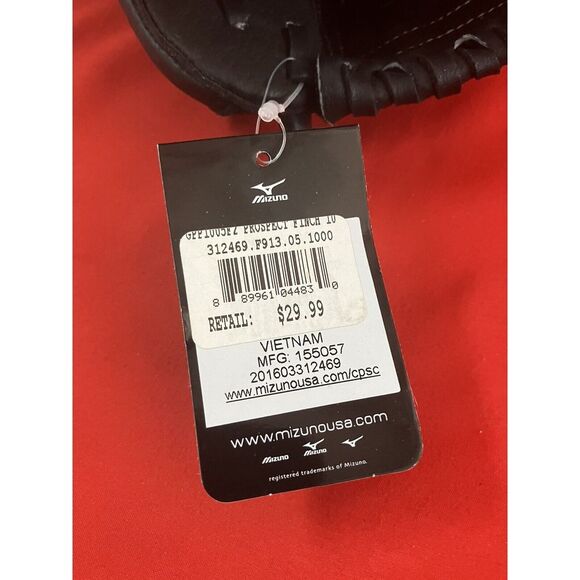 MIZUNO
GPP1005F2 PROSPECT FINCH 10
312469.F913.05.1000
8 89961 04483 0
RETAIL: $29.99
VIETNAM
MFG: 155057
201603312469
www.mizunousa.com/cpsc
www.mizunousa.com
MIZUNO MIZUNO
registered trademarks of Mizuno.